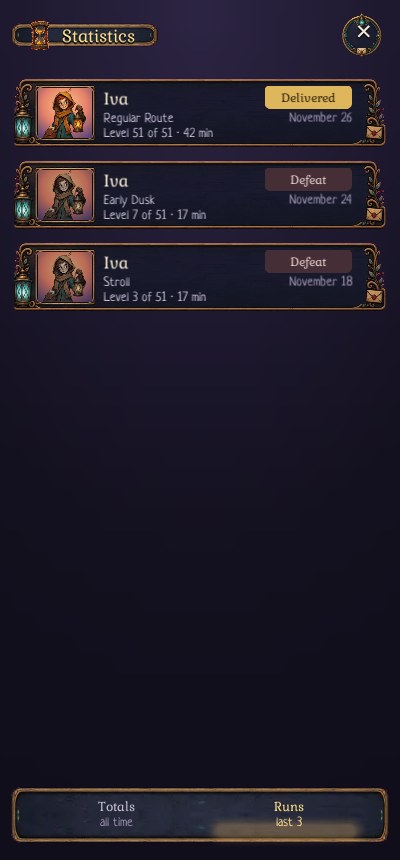 Statistics
Iva
Delivered
Regular Route
November 26
Level 51 of 51 · 42 min
Iva
Defeat
Early Dusk
November 24
Level 7 of 51 · 17 min
Iva
Defeat
Stroll
November 18
Level 3 of 51 · 17 min
Totals
all time
Runs
last 3